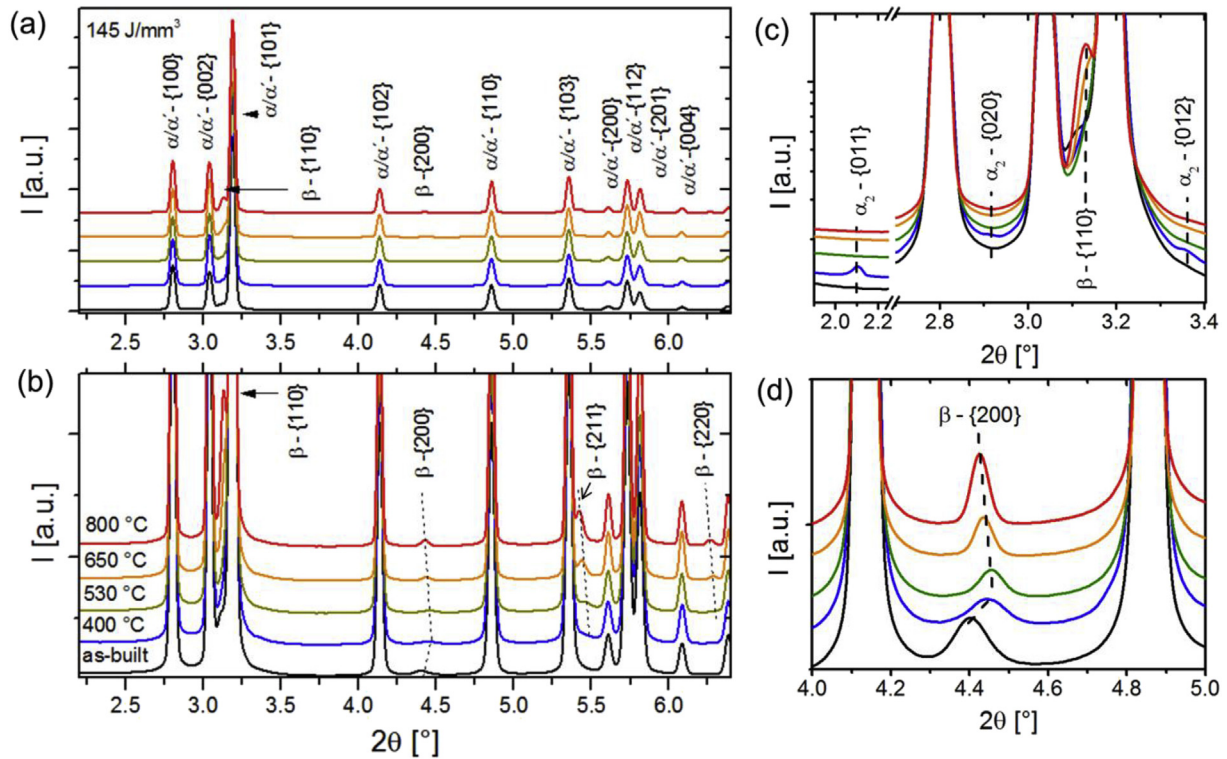 (a)
145 J/mm³
α/α´- {100}
α/α´- {002}
α/α´- {101}
β - {110}
α/α´- {102}
β -{200}
α/α´- {110}
α/α´- {103}
α/α´-{200}
α/α´-{112}
α/α´-{201}
α/α´-{004}
I [a.u.]
2.5 3.0 3.5 4.0 4.5 5.0 5.5 6.0
(b)
β - {110}
β -{200}
β - {211}
β - {220}
800 °C
650 °C
530 °C
400 °C
as-built
I [a.u.]
2.5 3.0 3.5 4.0 4.5 5.0 5.5 6.0
2θ [°]
(c)
α₂ - {011}
α₂ - {020}
β - {110}
α₂ - {012}
I [a.u.]
2.0 2.2 2.8 3.0 3.2 3.4
2θ [°]
(d)
β - {200}
I [a.u.]
4.0 4.2 4.4 4.6 4.8 5.0
2θ [°]